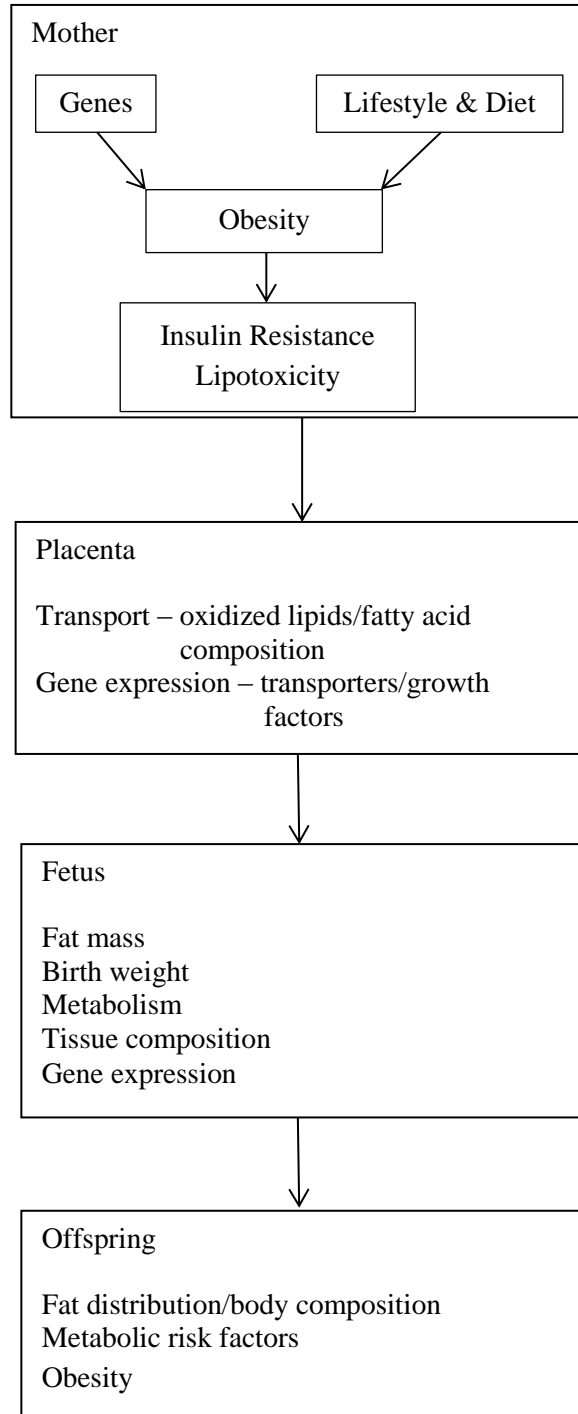 Mother
Genes
Lifestyle & Diet
Obesity
Insulin Resistance
Lipotoxicity
Placenta
Transport – oxidized lipids/fatty acid
composition
Gene expression – transporters/growth
factors
Fetus
Fat mass
Birth weight
Metabolism
Tissue composition
Gene expression
Offspring
Fat distribution/body composition
Metabolic risk factors
Obesity